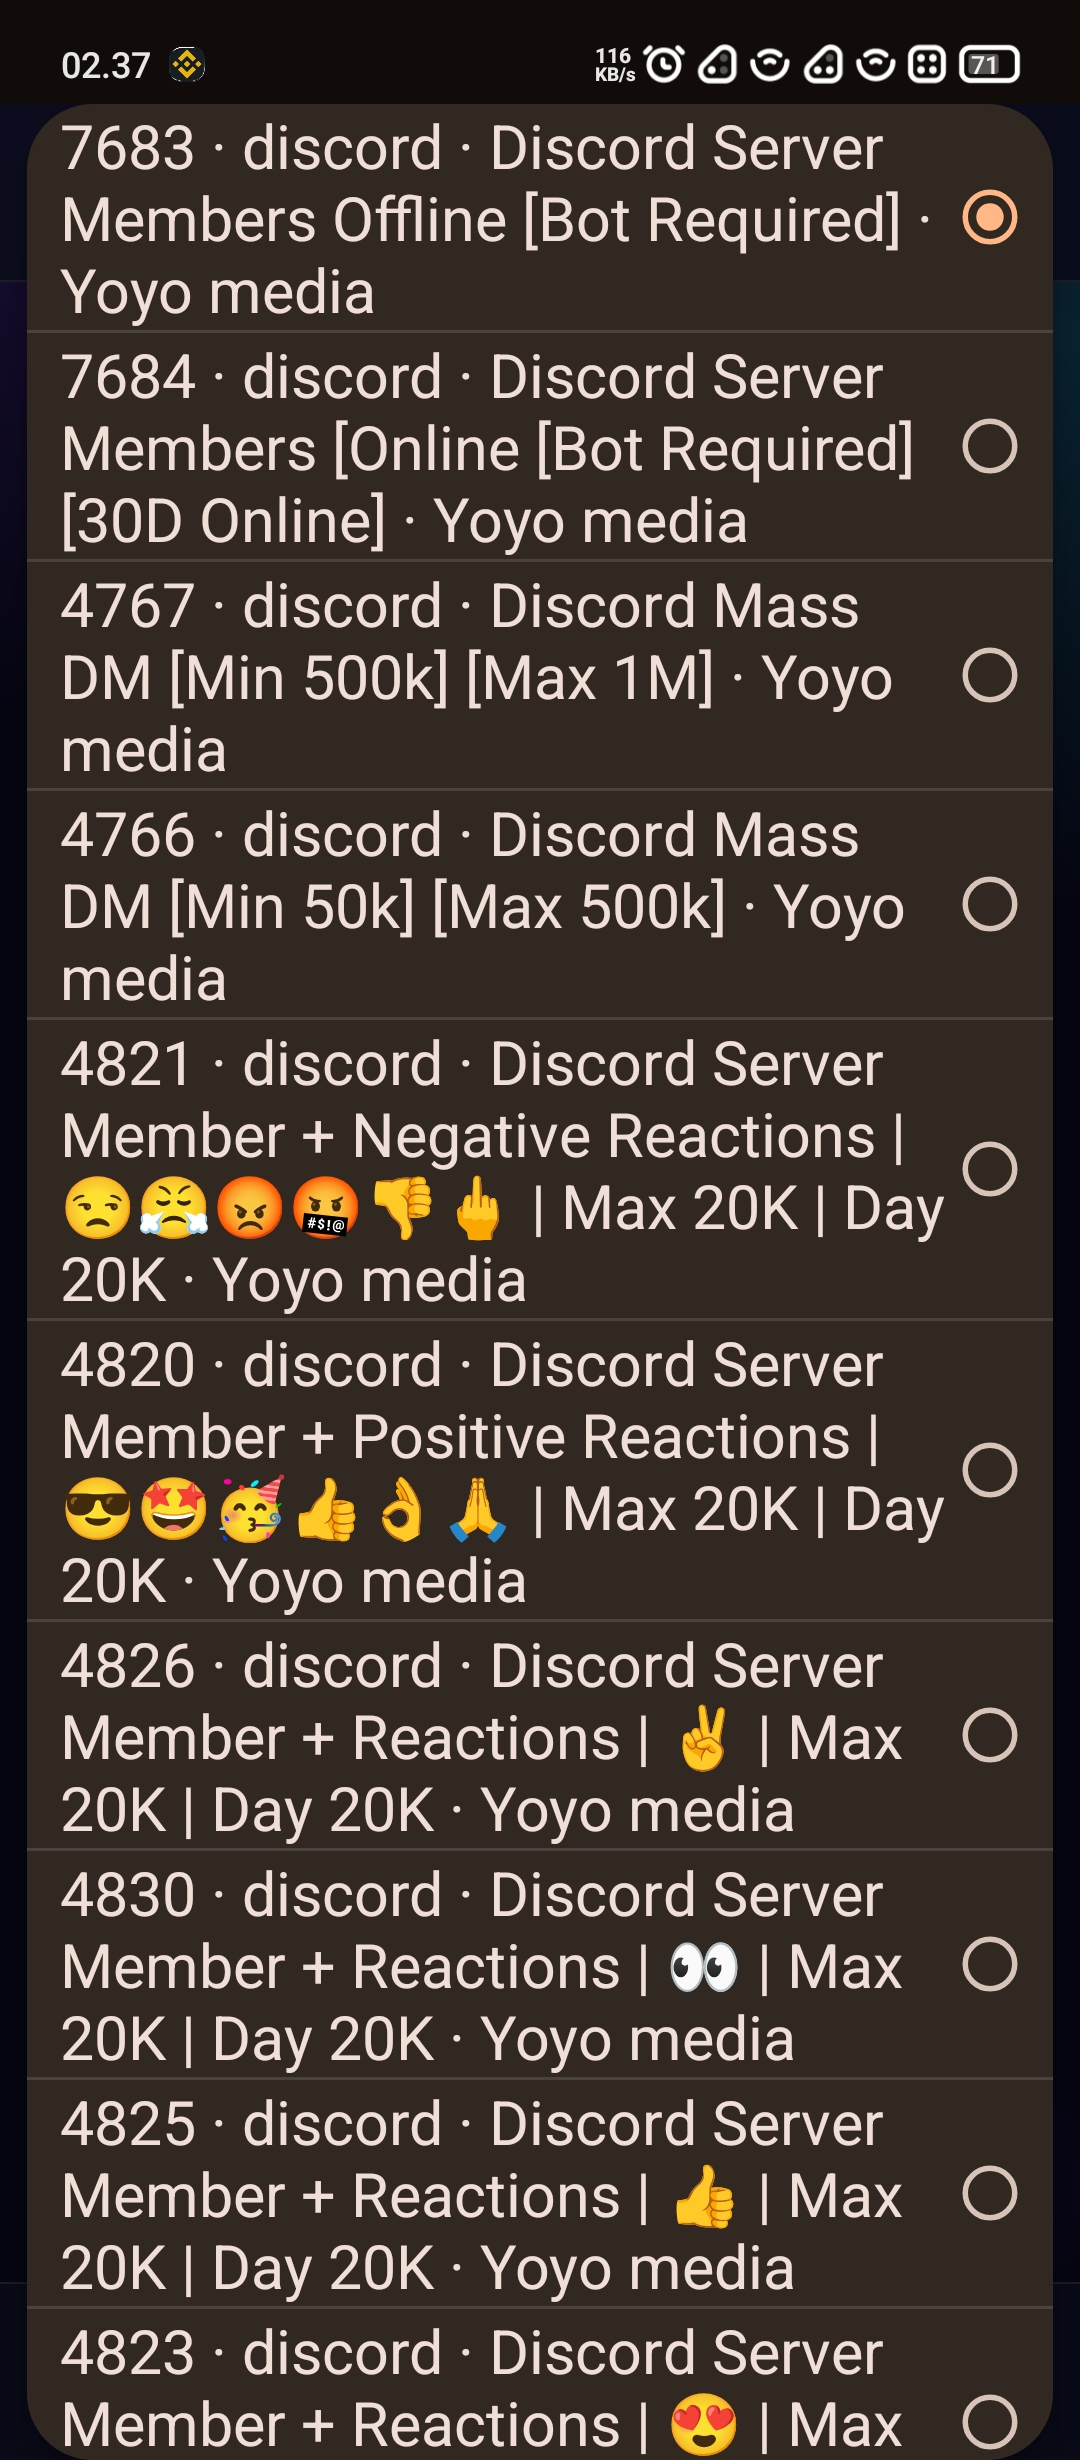 02.37
116
KB/s
71
7683 · discord · Discord Server
Members Offline [Bot Required] ·
Yoyo media
7684 · discord · Discord Server
Members [Online [Bot Required]
[30D Online] · Yoyo media
4767 · discord · Discord Mass
DM [Min 500k] [Max 1M] · Yoyo
media
4766 · discord · Discord Mass
DM [Min 50k] [Max 500k] · Yoyo
media
4821 · discord · Discord Server
Member + Negative Reactions |
😒😤😡🤬👎🖕 | Max 20K | Day
20K · Yoyo media
4820 · discord · Discord Server
Member + Positive Reactions |
😎🤩🥳👍👌🙏 | Max 20K | Day
20K · Yoyo media
4826 · discord · Discord Server
Member + Reactions | ✌️ | Max
20K | Day 20K · Yoyo media
4830 · discord · Discord Server
Member + Reactions | 👀 | Max
20K | Day 20K · Yoyo media
4825 · discord · Discord Server
Member + Reactions | 👍 | Max
20K | Day 20K · Yoyo media
4823 · discord · Discord Server
Member + Reactions | 😍 | Max